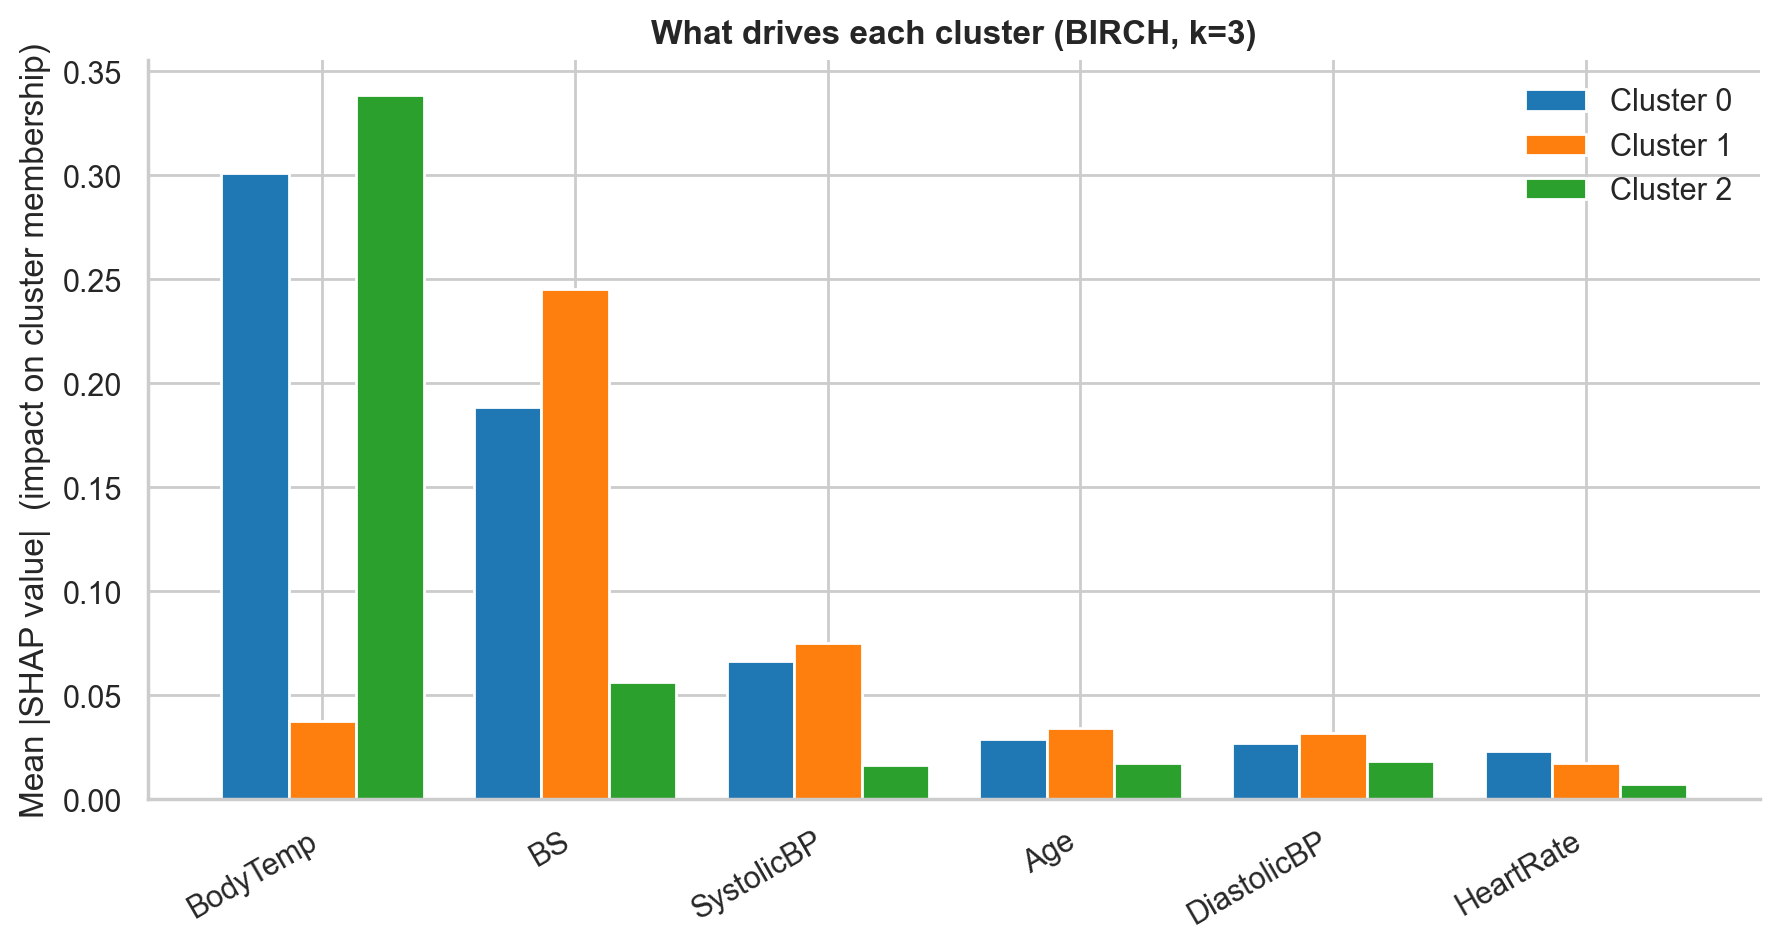 What drives each cluster (BIRCH, k=3)
Mean |SHAP value|  (impact on cluster membership)
0.35
0.30
0.25
0.20
0.15
0.10
0.05
0.00
Cluster 0
Cluster 1
Cluster 2
BodyTemp
BS
SystolicBP
Age
DiastolicBP
HeartRate